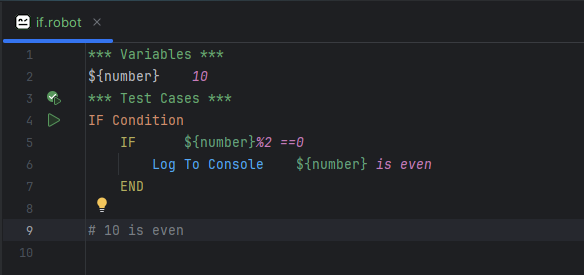 if.robot
1 *** Variables ***
2 ${number}    10
3 *** Test Cases ***
4 IF Condition
5     IF      ${number}%2 ==0
6         Log To Console    ${number} is even
7     END
8
9 # 10 is even
10